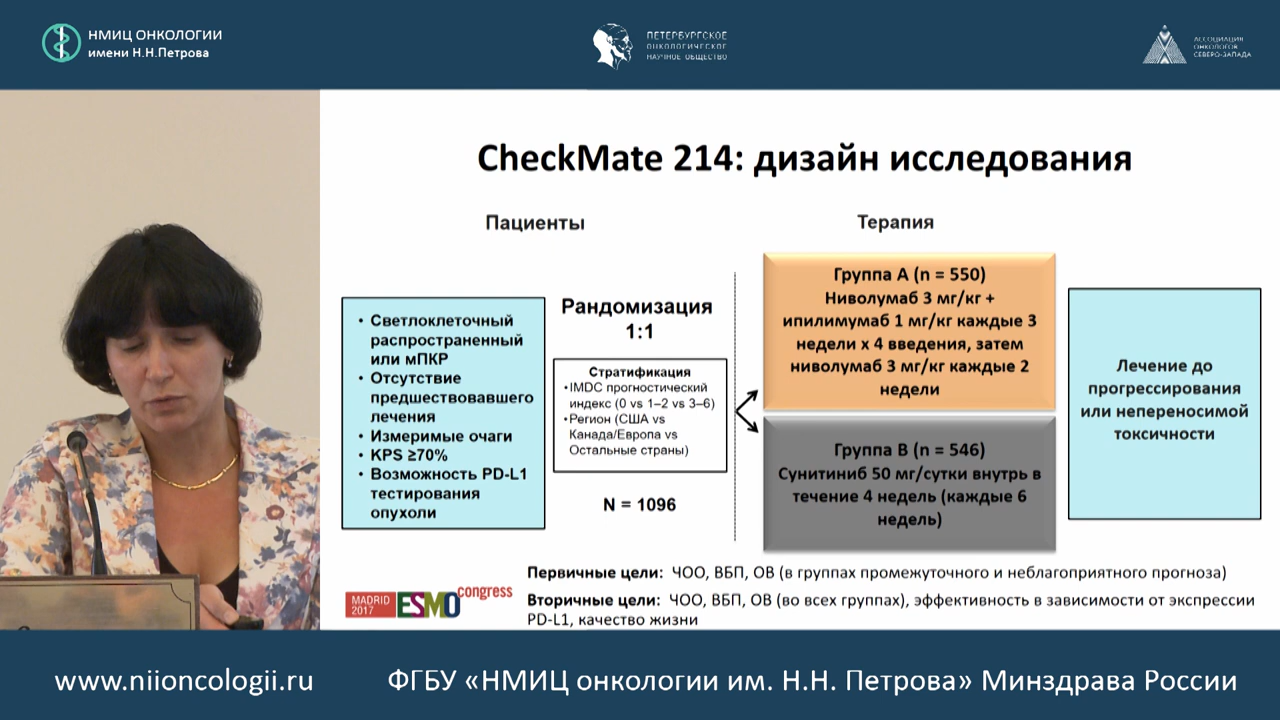 НМИЦ ОНКОЛОГИИ
имени Н.Н.Петрова
ПЕТЕРБУРГСКОЕ
ОНКОЛОГИЧЕСКОЕ
НАУЧНОЕ ОБЩЕСТВО
АССОЦИАЦИЯ
ОНКОЛОГОВ
СЕВЕРО-ЗАПАДА
CheckMate 214: дизайн исследования
Пациенты
Терапия
• Светлоклеточный
распространенный
или мПКР
• Отсутствие
предшествовавшего
лечения
• Измеримые очаги
• KPS ≥70%
• Возможность PD-L1
тестирования
опухоли
Рандомизация
1:1
Стратификация
•IMDC прогностический
индекс (0 vs 1–2 vs 3–6)
•Регион (США vs
Канада/Европа vs
Остальные страны)
N = 1096
Группа А (n = 550)
Ниволумаб 3 мг/кг +
ипилимумаб 1 мг/кг каждые 3
недели х 4 введения, затем
ниволумаб 3 мг/кг каждые 2
недели
Группа В (n = 546)
Сунитиниб 50 мг/сутки внутрь в
течение 4 недель (каждые 6
недель)
Лечение до
прогрессирования
или непереносимой
токсичности
MADRID
2017
ESMO
congress
Первичные цели: ЧОО, ВБП, ОВ (в группах промежуточного и неблагоприятного прогноза)
Вторичные цели: ЧОО, ВБП, ОВ (во всех группах), эффективность в зависимости от экспрессии
PD-L1, качество жизни
www.niioncologii.ru
ФГБУ «НМИЦ онкологии им. Н.Н. Петрова» Минздрава России